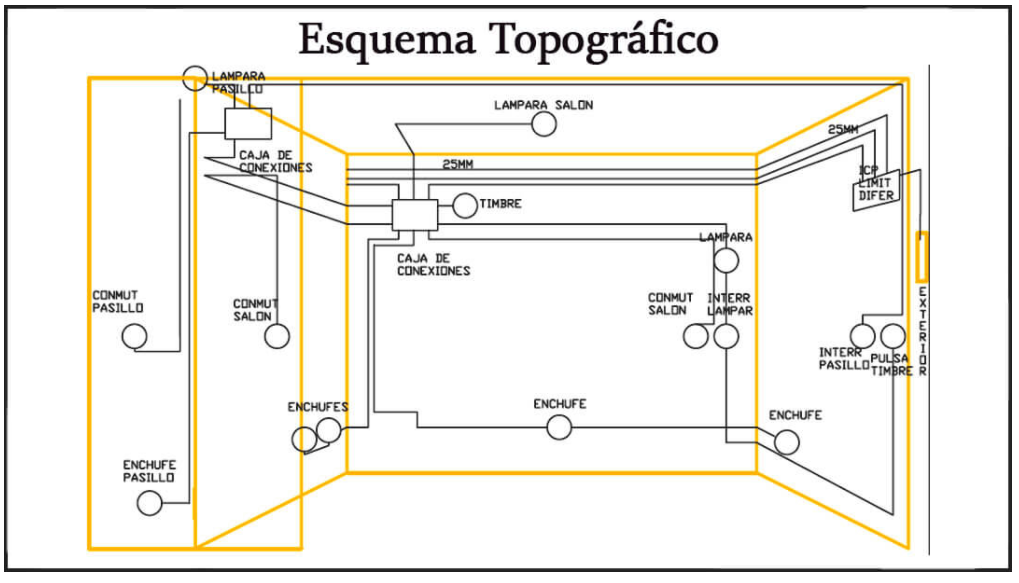 Esquema Topográfico
LAMPARA
PASILLO
LAMPARA SALON
25MM
CAJA DE
CONEXIONES
25MM
ICP
LIMIT
DIFER
TIMBRE
LAMPARA
CAJA DE
CONEXIONES
CONMUT
PASILLO
CONMUT
SALON
CONMUT
SALON
INTERR
LAMPAR
EXTERIOR
INTERR
PASILLO
PULSA
TIMBRE
ENCHUFES
ENCHUFE
ENCHUFE
ENCHUFE
PASILLO